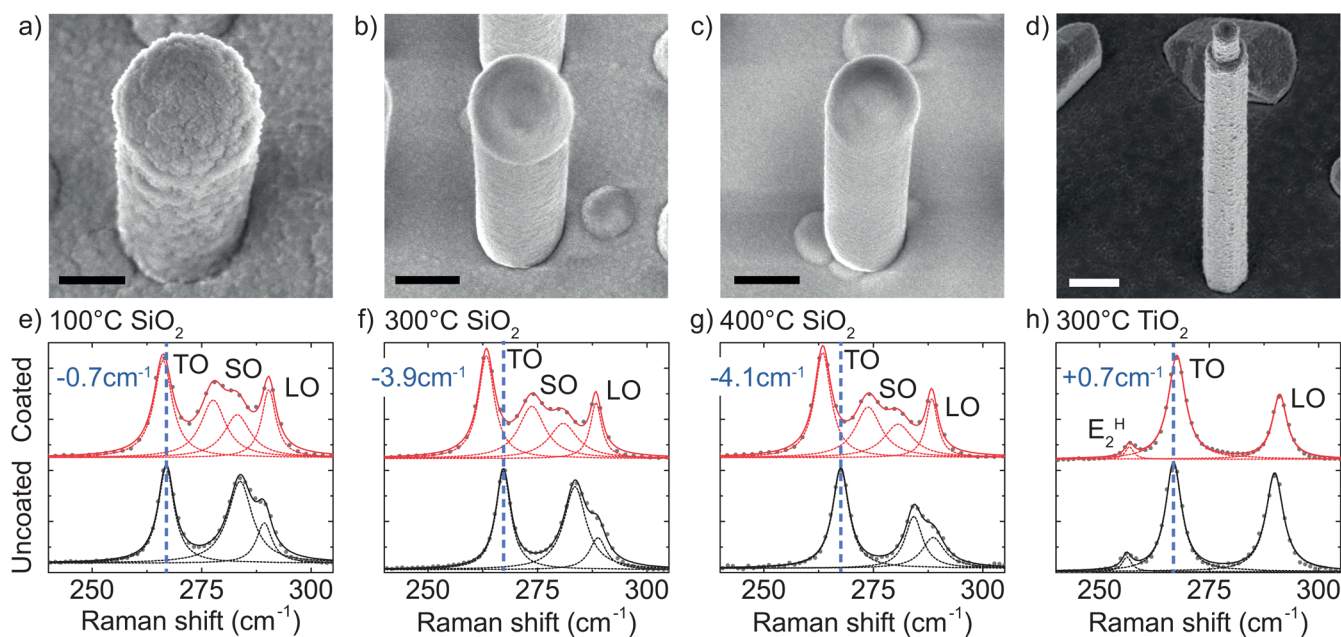 a)
b)
c)
d)
e) 100°C SiO₂
f) 300°C SiO₂
g) 400°C SiO₂
h) 300°C TiO₂
Coated
Uncoated
-0.7cm⁻¹
TO
SO
LO
-3.9cm⁻¹
TO
SO
LO
-4.1cm⁻¹
TO
SO
LO
+0.7cm⁻¹
TO
LO
E₂ᴴ
250 275 300
250 275 300
250 275 300
250 275 300
Raman shift (cm⁻¹)
Raman shift (cm⁻¹)
Raman shift (cm⁻¹)
Raman shift (cm⁻¹)